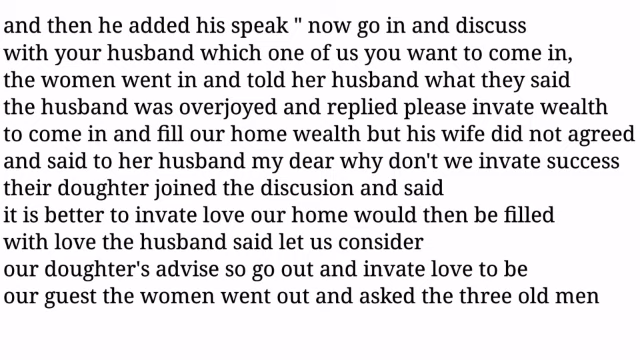 and then he added his speak " now go in and discuss
with your husband which one of us you want to come in,
the women went in and told her husband what they said
the husband was overjoyed and replied please invate wealth
to come in and fill our home wealth but his wife did not agreed
and said to her husband my dear why don't we invate success
their doughter joined the discusion and said
it is better to invate love our home would then be filled
with love the husband said let us consider
our doughter's advise so go out and invate love to be
our guest the women went out and asked the three old men